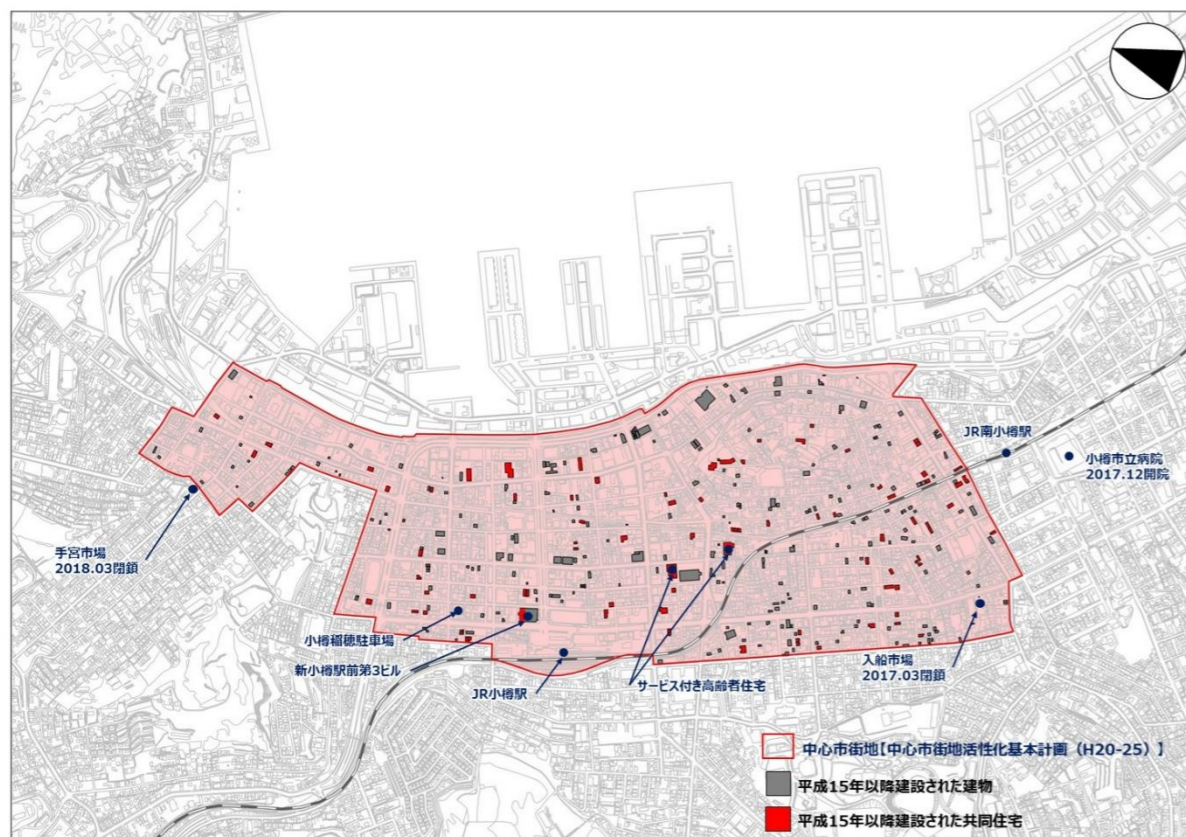 JR南小樽駅
小樽市立病院
2017.12開院
手宮市場
2018.03閉鎖
小樽稲穂駐車場
新小樽駅前第3ビル
JR小樽駅
サービス付き高齢者住宅
入船市場
2017.03閉鎖
中心市街地【中心市街地活性化基本計画（H20-25）】
平成15年以降建設された建物
平成15年以降建設された共同住宅